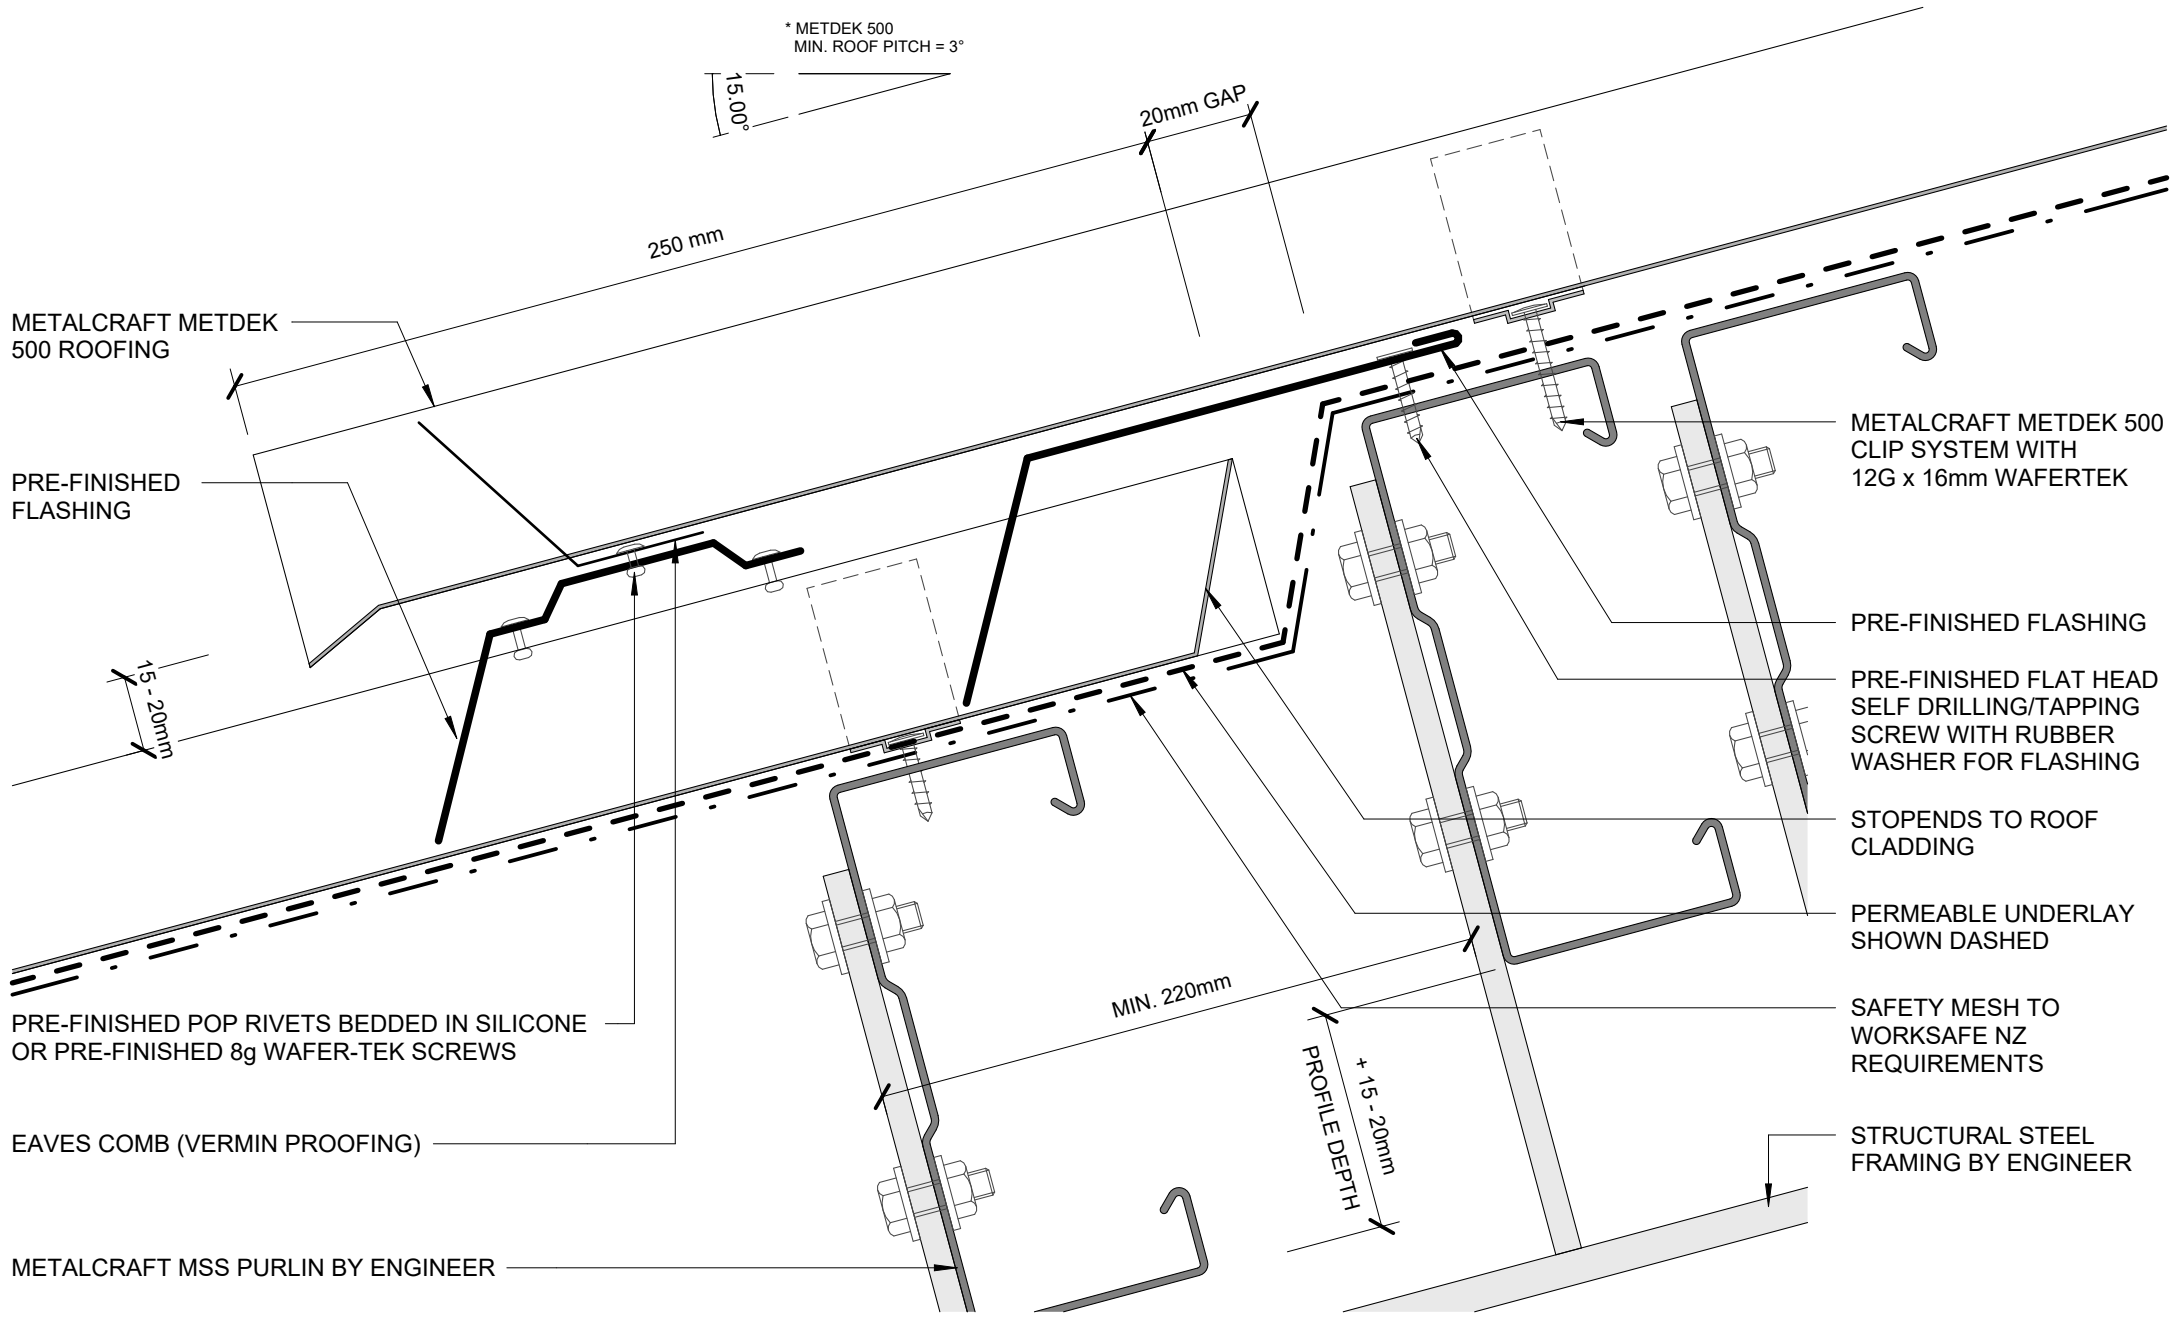 * METDEK 500
MIN. ROOF PITCH = 3°
15.00°
20mm GAP
250 mm
METALCRAFT METDEK
500 ROOFING
PRE-FINISHED
FLASHING
15 - 20mm
PRE-FINISHED POP RIVETS BEDDED IN SILICONE
OR PRE-FINISHED 8g WAFER-TEK SCREWS
EAVES COMB (VERMIN PROOFING)
METALCRAFT MSS PURLIN BY ENGINEER
MIN. 220mm
PROFILE DEPTH
+ 15 - 20mm
METALCRAFT METDEK 500
CLIP SYSTEM WITH
12G x 16mm WAFERTEK
PRE-FINISHED FLASHING
PRE-FINISHED FLAT HEAD
SELF DRILLING/TAPPING
SCREW WITH RUBBER
WASHER FOR FLASHING
STOPENDS TO ROOF
CLADDING
PERMEABLE UNDERLAY
SHOWN DASHED
SAFETY MESH TO
WORKSAFE NZ
REQUIREMENTS
STRUCTURAL STEEL
FRAMING BY ENGINEER